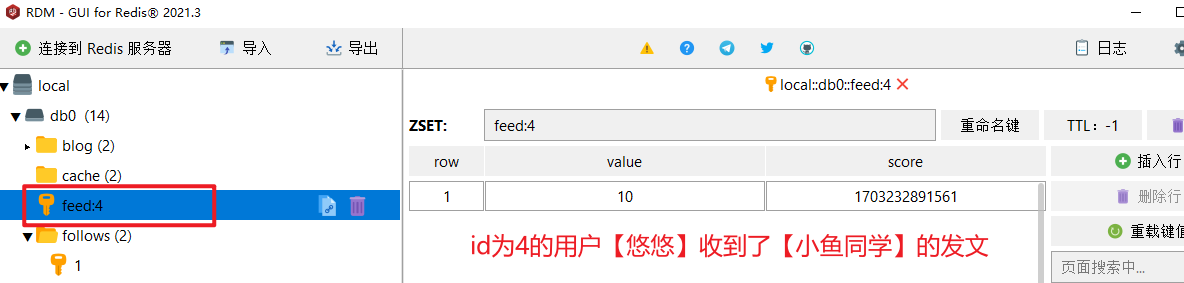 RDM - GUI for Redis® 2021.3
连接到 Redis 服务器
导入
导出
日志
local
db0 (14)
blog (2)
cache (2)
feed:4
follows (2)
1
local::db0::feed:4
ZSET:
feed:4
重命名键
TTL：-1
row
value
score
插入行
1
10
1703232891561
删除行
id为4的用户【悠悠】收到了【小鱼同学】的发文
重载键值
页面搜索中...